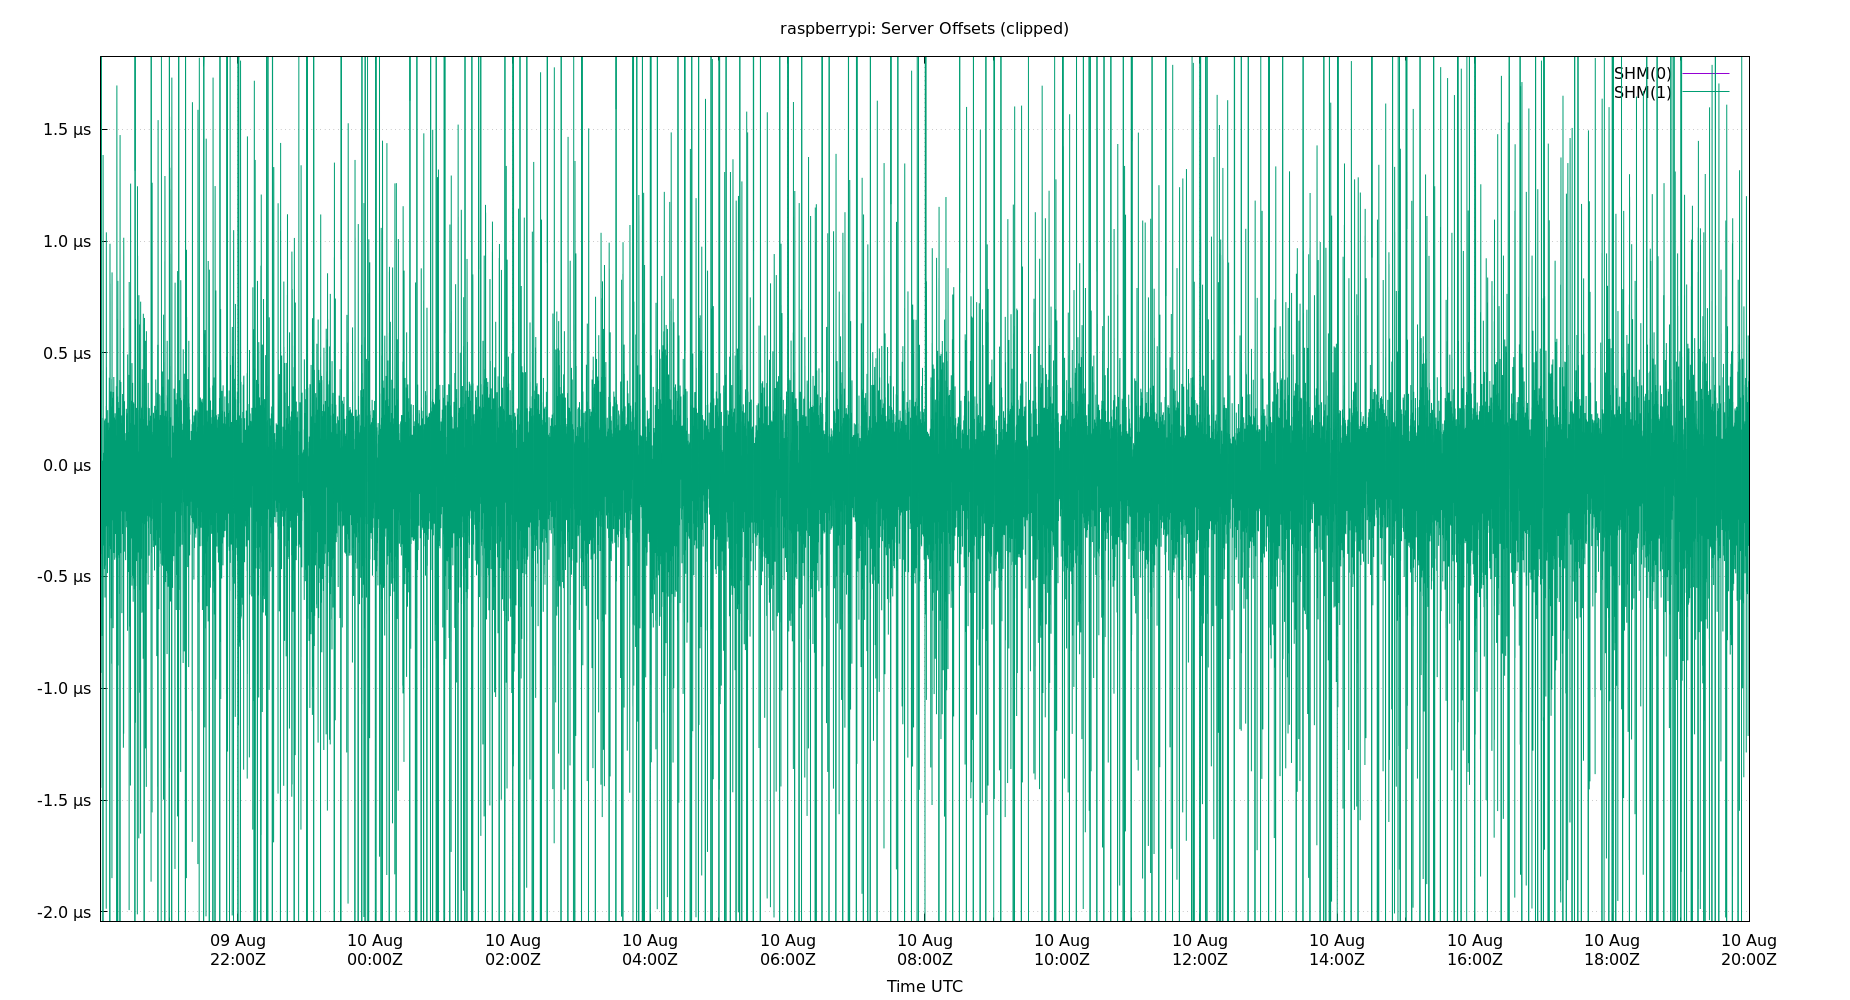 raspberrypi: Server Offsets (clipped)
SHM(0)
SHM(1)
1.5 µs
1.0 µs
0.5 µs
0.0 µs
-0.5 µs
-1.0 µs
-1.5 µs
-2.0 µs
09 Aug 10 Aug 10 Aug 10 Aug 10 Aug 10 Aug 10 Aug 10 Aug 10 Aug 10 Aug 10 Aug 10 Aug
22:00Z 00:00Z 02:00Z 04:00Z 06:00Z 08:00Z 10:00Z 12:00Z 14:00Z 16:00Z 18:00Z 20:00Z
Time UTC